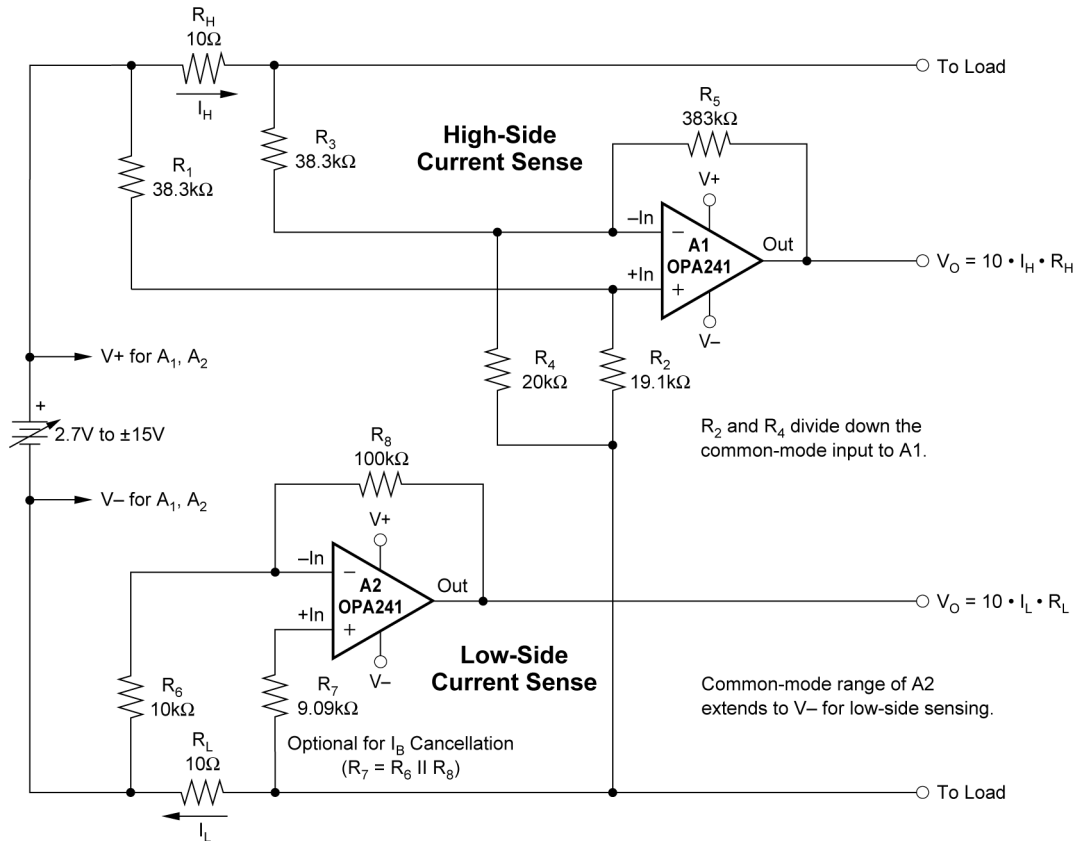 R_H
10Ω
I_H
To Load
R_3
38.3kΩ
High-Side
Current Sense
R_5
383kΩ
R_1
38.3kΩ
V+
–In
−
A1
OPA241
Out
+In
+
V–
V_O = 10 • I_H • R_H
V+ for A_1, A_2
R_4
20kΩ
R_2
19.1kΩ
+
2.7V to ±15V
R_2 and R_4 divide down the
common-mode input to A1.
R_8
100kΩ
V– for A_1, A_2
V+
–In
−
A2
OPA241
Out
+In
+
V–
V_O = 10 • I_L • R_L
Low-Side
Current Sense
R_6
10kΩ
R_7
9.09kΩ
Common-mode range of A2
extends to V– for low-side sensing.
R_L
10Ω
Optional for I_B Cancellation
(R_7 = R_6 II R_8)
I_L
To Load